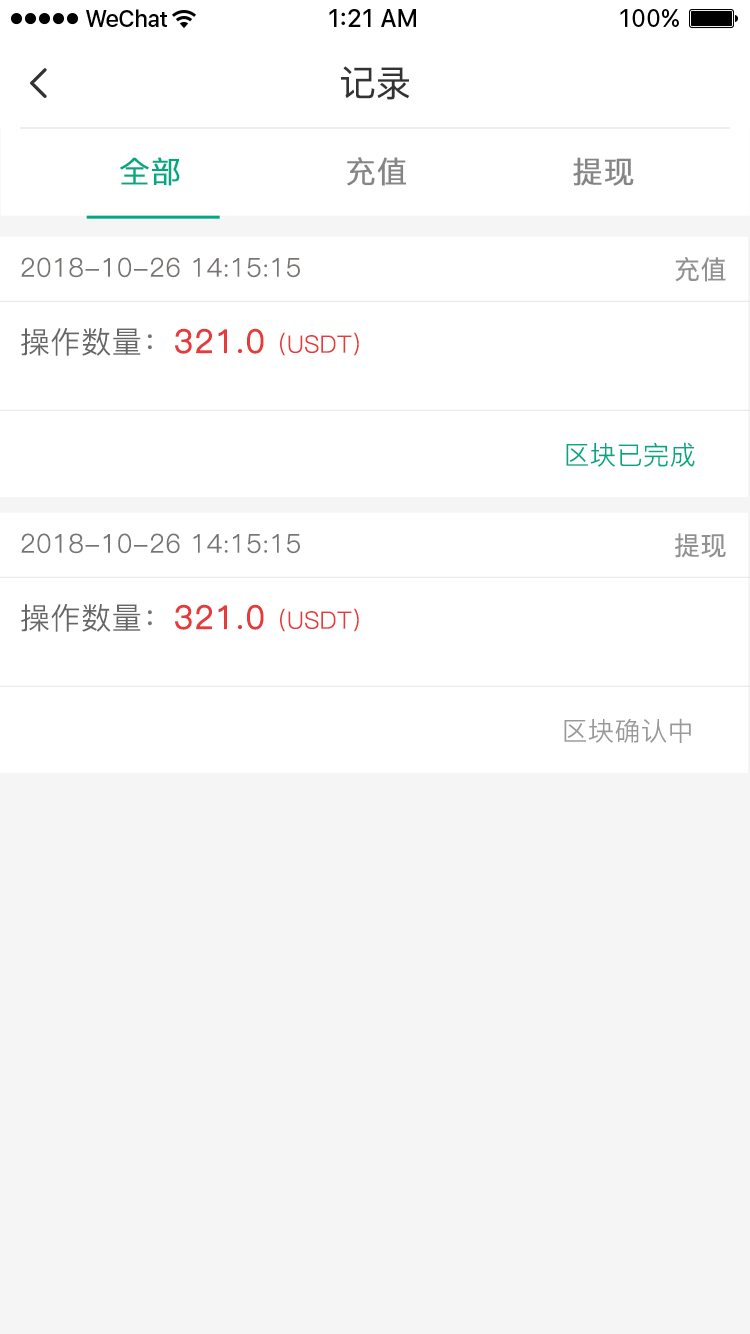 WeChat 1:21 AM 100%
记录
全部 充值 提现
2018-10-26 14:15:15 充值
操作数量：321.0 (USDT)
区块已完成
2018-10-26 14:15:15 提现
操作数量：321.0 (USDT)
区块确认中